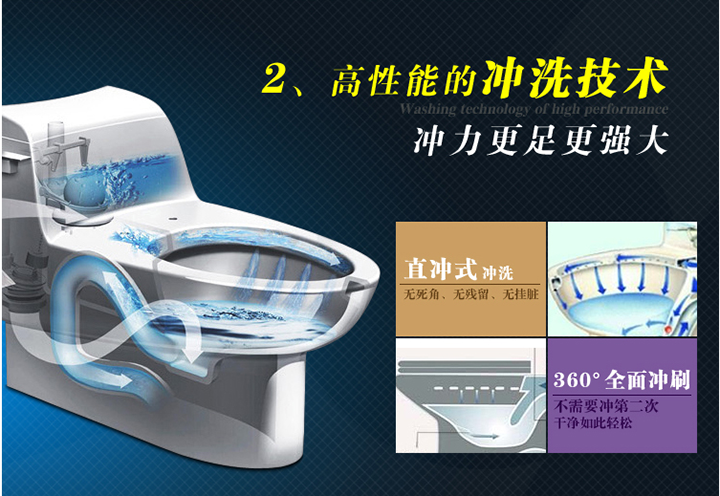 2、高性能的冲洗技术
Washing technology of high performance
冲力更足更强大
直冲式 冲洗
无死角、无残留、无挂脏
360° 全面冲刷
不需要冲第二次
干净如此轻松